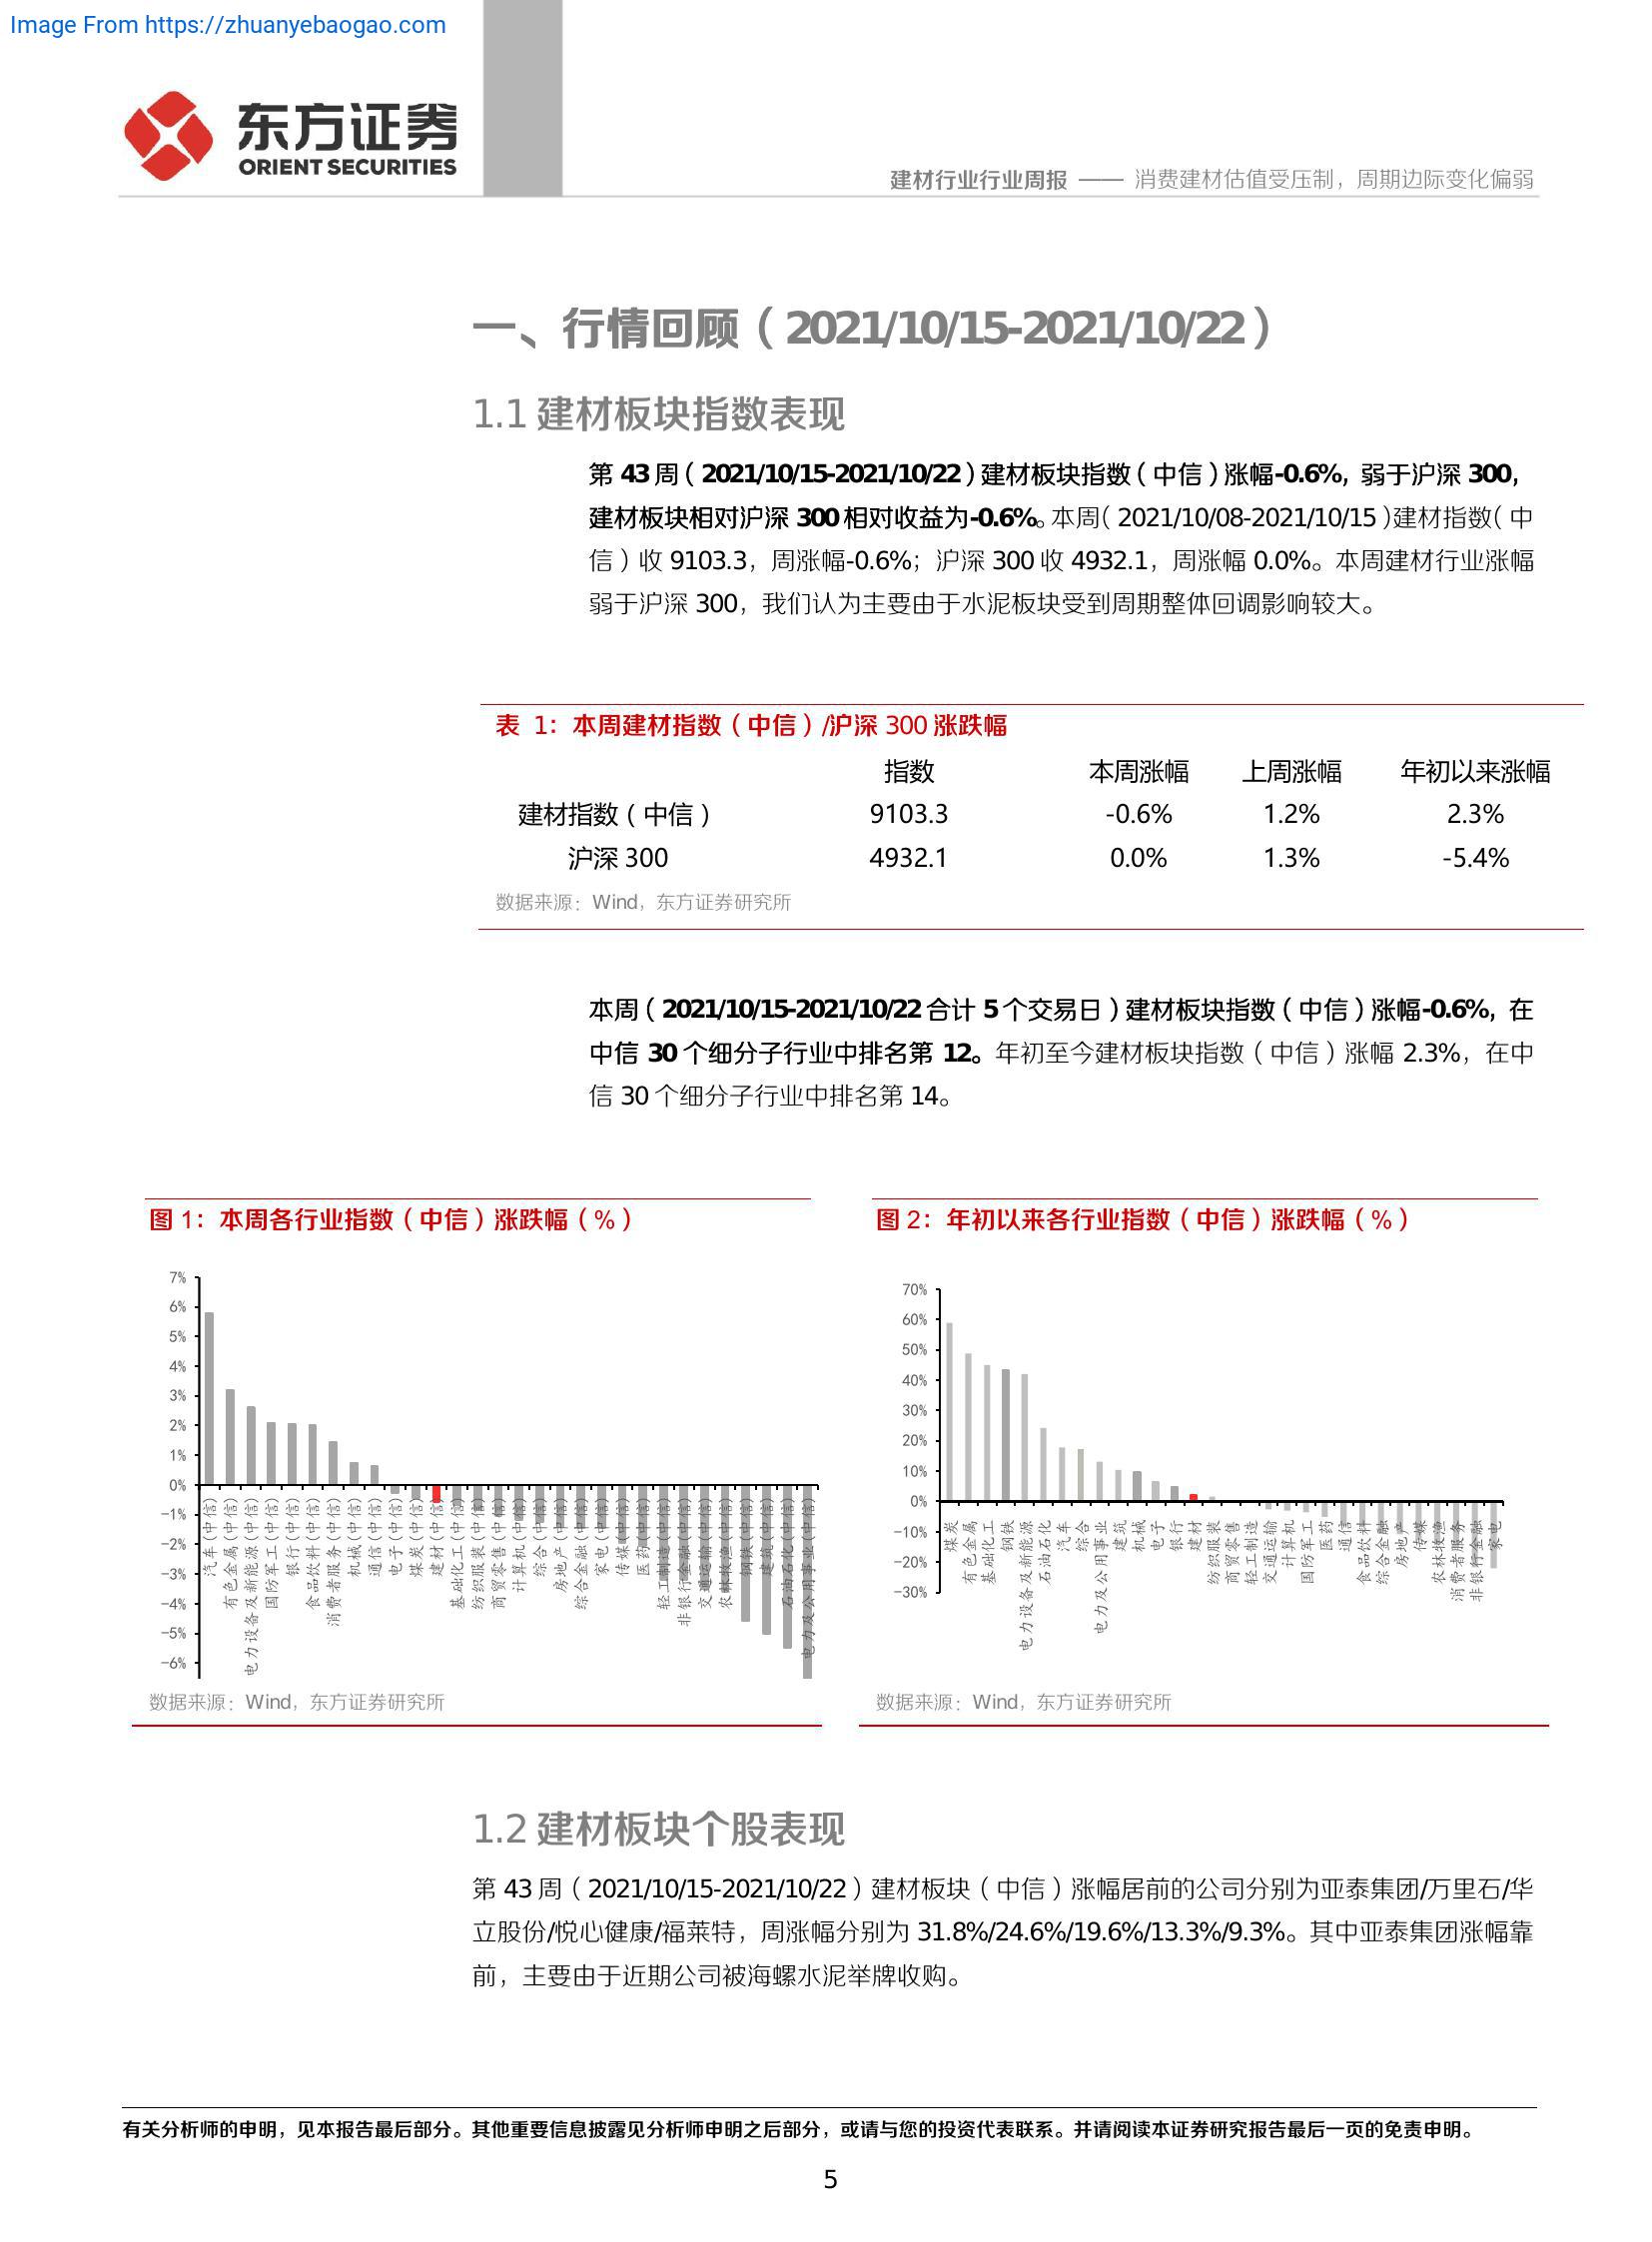 Image From https://zhuanyebaogao.com
东方证券
ORIENT SECURITIES
建材行业行业周报 —— 消费建材估值受压制，周期边际变化偏弱
一、行情回顾（2021/10/15-2021/10/22）
1.1 建材板块指数表现
第 43 周（2021/10/15-2021/10/22）建材板块指数（中信）涨幅-0.6%，弱于沪深 300，
建材板块相对沪深 300 相对收益为-0.6%。本周（2021/10/08-2021/10/15）建材指数（中
信）收 9103.3，周涨幅-0.6%；沪深 300 收 4932.1，周涨幅 0.0%。本周建材行业涨幅
弱于沪深 300，我们认为主要由于水泥板块受到周期整体回调影响较大。
表 1：本周建材指数（中信）/沪深 300 涨跌幅
指数 本周涨幅 上周涨幅 年初以来涨幅
建材指数（中信） 9103.3 -0.6% 1.2% 2.3%
沪深 300 4932.1 0.0% 1.3% -5.4%
数据来源：Wind，东方证券研究所
本周（2021/10/15-2021/10/22 合计 5 个交易日）建材板块指数（中信）涨幅-0.6%，在
中信 30 个细分子行业中排名第 12。年初至今建材板块指数（中信）涨幅 2.3%，在中
信 30 个细分子行业中排名第 14。
图 1：本周各行业指数（中信）涨跌幅（%）
7%
6%
5%
4%
3%
2%
1%
0%
-1%
-2%
-3%
-4%
-5%
-6%
汽车(中信)
有色金属(中信)
电力设备及新能源(中信)
国防军工(中信)
银行(中信)
食品饮料(中信)
消费者服务(中信)
机械(中信)
通信(中信)
电子(中信)
煤炭(中信)
建材(中信)
基础化工(中信)
纺织服装(中信)
商贸零售(中信)
计算机(中信)
综合(中信)
房地产(中信)
综合金融(中信)
家电(中信)
传媒(中信)
医药(中信)
轻工制造(中信)
非银行金融(中信)
交通运输(中信)
农林牧渔(中信)
钢铁(中信)
建筑(中信)
石油石化(中信)
电力及公用事业(中信)
数据来源：Wind，东方证券研究所
图 2：年初以来各行业指数（中信）涨跌幅（%）
70%
60%
50%
40%
30%
20%
10%
0%
-10%
-20%
-30%
煤炭
有色金属
基础化工
钢铁
电力设备及新能源
石油石化
汽车
综合
电力及公用事业
建筑
机械
电子
银行
建材
纺织服装
商贸零售
轻工制造
交通运输
计算机
国防军工
医药
通信
食品饮料
综合金融
房地产
传媒
农林牧渔
消费者服务
非银行金融
家电
数据来源：Wind，东方证券研究所
1.2 建材板块个股表现
第 43 周（2021/10/15-2021/10/22）建材板块（中信）涨幅居前的公司分别为亚泰集团/万里石/华
立股份/悦心健康/福莱特，周涨幅分别为 31.8%/24.6%/19.6%/13.3%/9.3%。其中亚泰集团涨幅靠
前，主要由于近期公司被海螺水泥举牌收购。
有关分析师的申明，见本报告最后部分。其他重要信息披露见分析师申明之后部分，或请与您的投资代表联系。并请阅读本证券研究报告最后一页的免责申明。
5